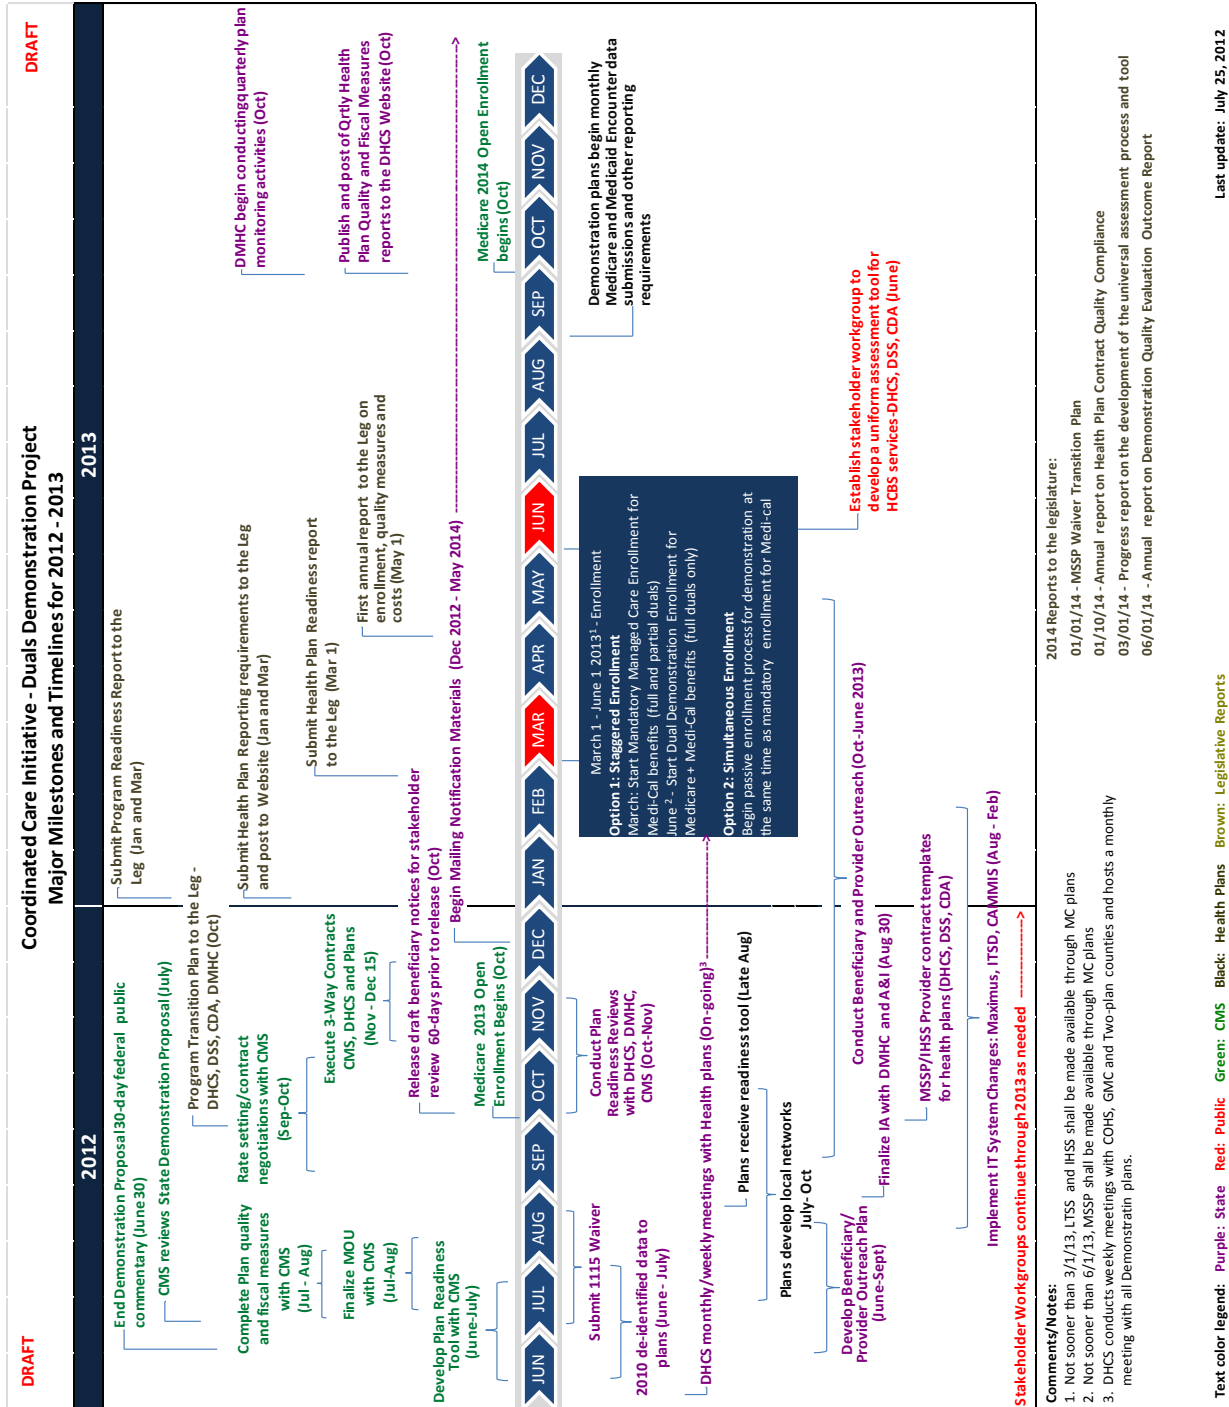 DRAFT
Coordinated Care Initiative - Duals Demonstration Project
DRAFT
Major Milestones and Timelines for 2012 - 2013
2012
2013
End Demonstration Proposal 30-day federal public
commentary (June 30)
CMS reviews State Demonstration Proposal (July)
Program Transition Plan to the Leg -
DHCS, DSS, CDA, DMHC (Oct)
Submit Program Readiness Report to the
Leg (Jan and Mar)
Complete Plan quality
and fiscal measures
with CMS
(Jul - Aug)
Rate setting/contract
negotiations with CMS
(Sep-Oct)
Submit Health Plan Reporting requirements to the Leg
and post to Website (Jan and Mar)
DMHC begin conducting quarterly plan
monitoring activities (Oct)
Finalize MOU
with CMS
(Jul-Aug)
Execute 3-Way Contracts
CMS, DHCS and Plans
(Nov - Dec 15)
Submit Health Plan Readiness report
to the Leg (Mar 1)
First annual report to the Leg on
enrollment, quality measures and
costs (May 1)
Publish and post of Qrtly Health
Plan Quality and Fiscal Measures
reports to the DHCS Website (Oct)
Develop Plan Readiness
Tool with CMS
(June-July)
Release draft beneficiary notices for stakeholder
review 60-days prior to release (Oct)
Begin Mailing Notification Materials (Dec 2012 - May 2014)
Medicare 2013 Open
Enrollment Begins (Oct)
Medicare 2014 Open Enrollment
begins (Oct)
JUN JUL AUG SEP OCT NOV DEC JAN FEB MAR APR MAY JUN JUL AUG SEP OCT NOV DEC
Submit 1115 Waiver
2010 de-identified data to
plans (June - July)
Conduct Plan
Readiness Reviews
with DHCS, DMHC,
CMS (Oct-Nov)
March 1 - June 1 2013¹ - Enrollment
Option 1: Staggered Enrollment
March: Start Mandatory Managed Care Enrollment for
Medi-Cal benefits (full and partial duals)
June ² - Start Dual Demonstration Enrollment for
Medicare + Medi-Cal benefits (full duals only)
Option 2: Simultaneous Enrollment
Begin passive enrollment process for demonstration at
the same time as mandatory enrollment for Medi-cal
Demonstration plans begin monthly
Medicare and Medicaid Encounter data
submissions and other reporting
requirements
DHCS monthly/weekly meetings with Health plans (On-going)³
Plans receive readiness tool (Late Aug)
Plans develop local networks
July- Oct
Develop Beneficiary/
Provider Outreach Plan
(June-Sept)
Conduct Beneficiary and Provider Outreach (Oct-June 2013)
Finalize IA with DMHC and A&I (Aug 30)
MSSP/IHSS Provider contract templates
for health plans (DHCS, DSS, CDA)
Establish stakeholder workgroup to
develop a uniform assessment tool for
HCBS services-DHCS, DSS, CDA (June)
Implement IT System Changes: Maximus, ITSD, CAMMIS (Aug - Feb)
Stakeholder Workgroups continue through 2013 as needed
Comments/Notes:
1. Not sooner than 3/1/13, LTSS and IHSS shall be made available through MC plans
2. Not sooner than 6/1/13, MSSP shall be made available through MC plans
3. DHCS conducts weekly meetings with COHS, GMC and Two-plan counties and hosts a monthly
meeting with all Demonstratin plans.
2014 Reports to the legislature:
01/01/14 - MSSP Waiver Transition Plan
01/10/14 - Annual report on Health Plan Contract Quality Compliance
03/01/14 - Progress report on the development of the universal assessment process and tool
06/01/14 - Annual report on Demonstration Quality Evaluation Outcome Report
Text color legend: Purple: State Red: Public Green: CMS Black: Health Plans Brown: Legislative Reports
Last update: July 25, 2012